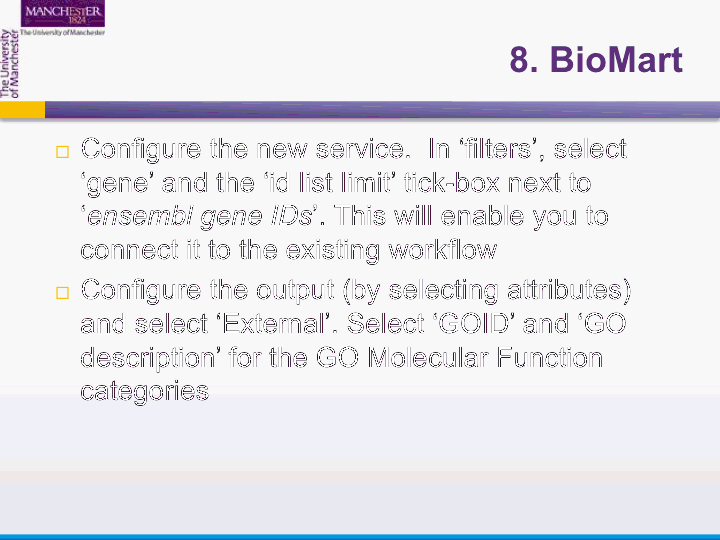 MANCHESTER
1824
The University of Manchester
The University
of Manchester
8. BioMart
Configure the new service.  In ‘filters’, select
‘gene’ and the ‘id list limit’ tick-box next to
‘ensembl gene IDs’. This will enable you to
connect it to the existing workflow
Configure the output (by selecting attributes)
and select ‘External’. Select ‘GOID’ and ‘GO
description’ for the GO Molecular Function
categories